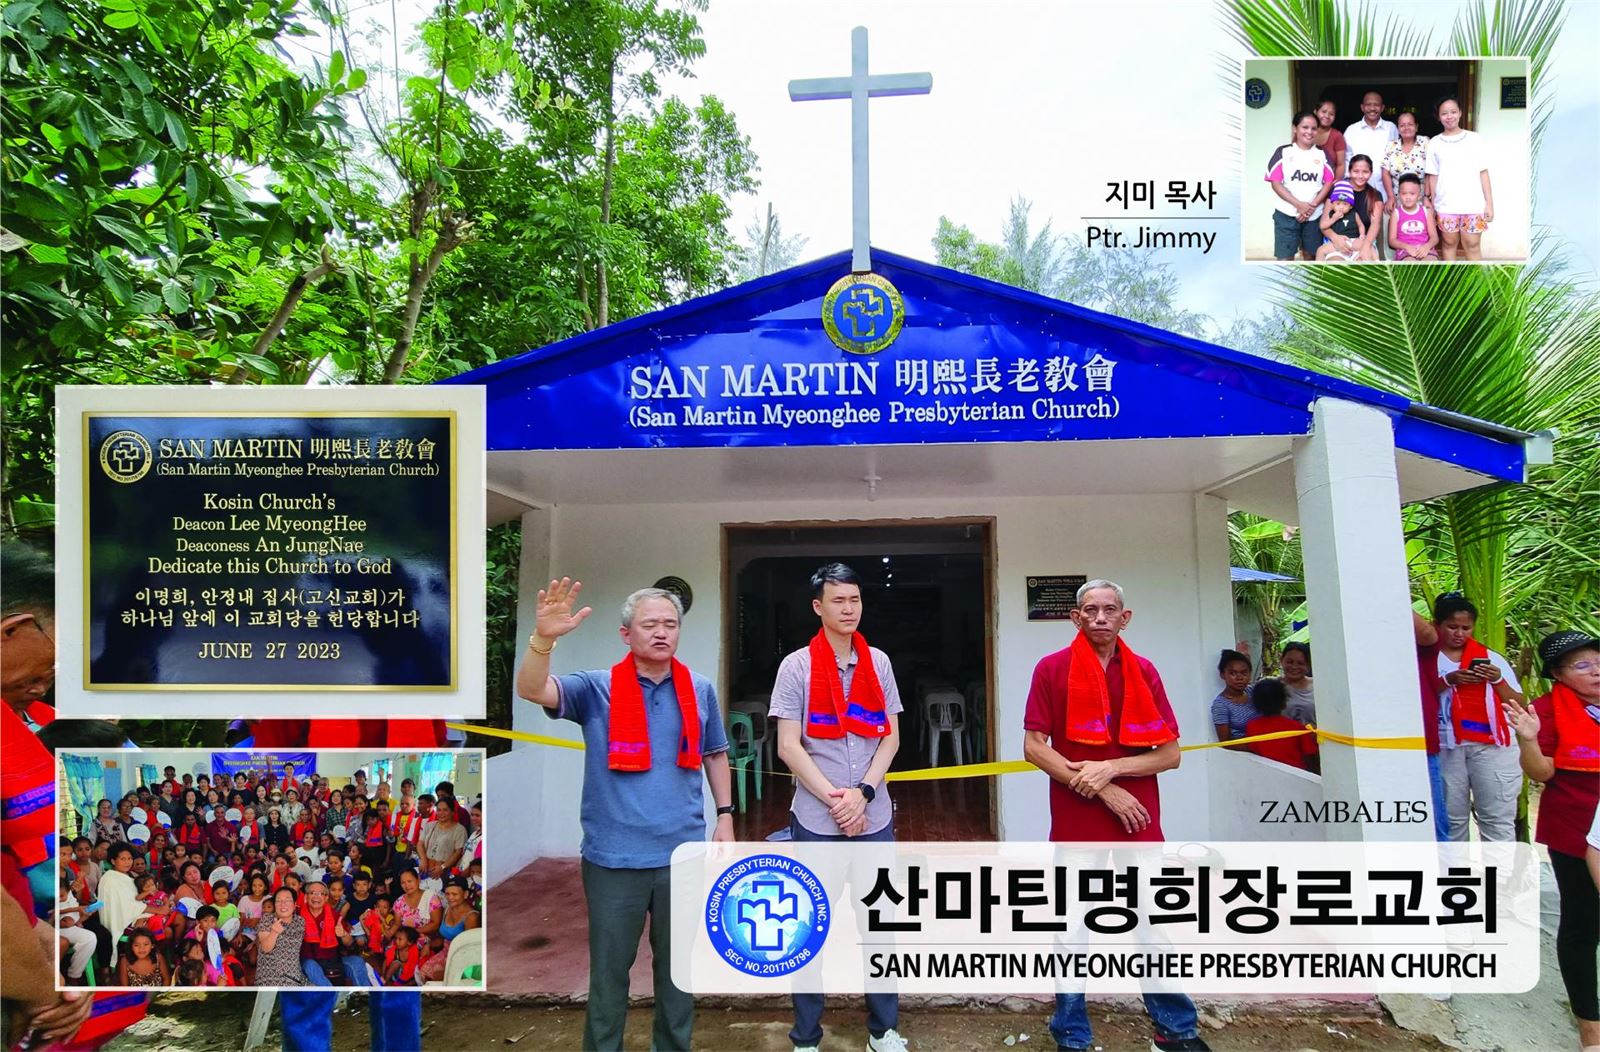 지미 목사
Ptr. Jimmy
AON
SAN MARTIN 明熙長老敎會
(San Martin Myeonghee Presbyterian Church)
SAN MARTIN 明熙長老敎會
(San Martin Myeonghee Presbyterian Church)
Kosin Church's
Deacon Lee MyeongHee
Deaconess An JungNae
Dedicate this Church to God
이명희, 안정내 집사(고신교회)가
하나님 앞에 이 교회당을 헌당합니다
JUNE 27 2023
SAN MARTIN
MYEONGHEE PRESBYTERIAN CHURCH
ZAMBALES
KOSIN PRESBYTERIAN CHURCH INC.
SEC NO.201718796
산마틴명희장로교회
SAN MARTIN MYEONGHEE PRESBYTERIAN CHURCH